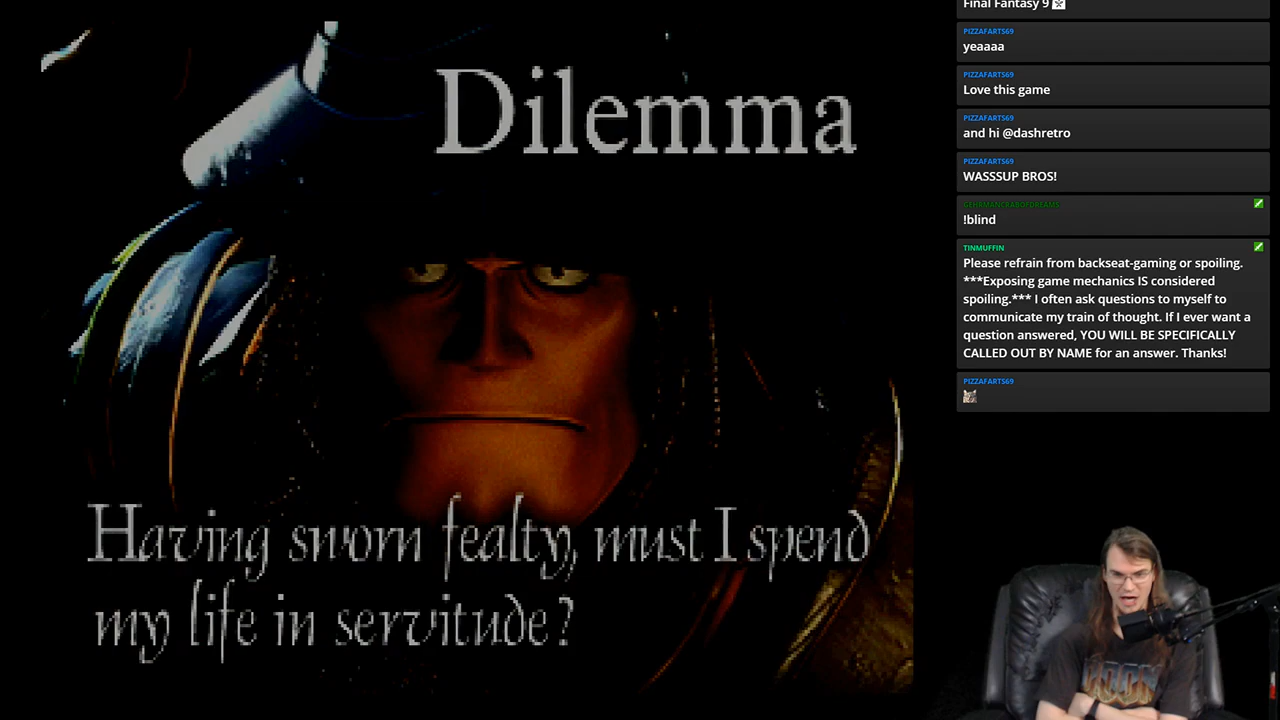 Dilemma
Having sworn fealty, must I spend
my life in servitude?
Final Fantasy 9
PIZZAFARTS69
yeaaaa
PIZZAFARTS69
Love this game
PIZZAFARTS69
and hi @dashretro
PIZZAFARTS69
WASSSUP BROS!
GEHRMANCRABOFDREAMS
!blind
TINMUFFIN
Please refrain from backseat-gaming or spoiling.
***Exposing game mechanics IS considered
spoiling.*** I often ask questions to myself to
communicate my train of thought. If I ever want a
question answered, YOU WILL BE SPECIFICALLY
CALLED OUT BY NAME for an answer. Thanks!
PIZZAFARTS69
DOOM